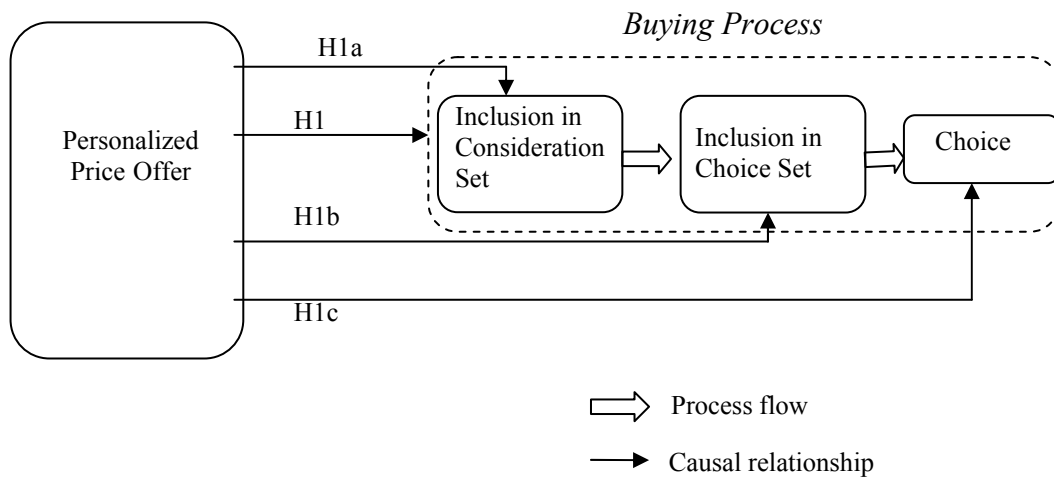 Buying Process
H1a
H1
H1b
H1c
Personalized
Price Offer
Inclusion in
Consideration
Set
Inclusion in
Choice Set
Choice
Process flow
Causal relationship